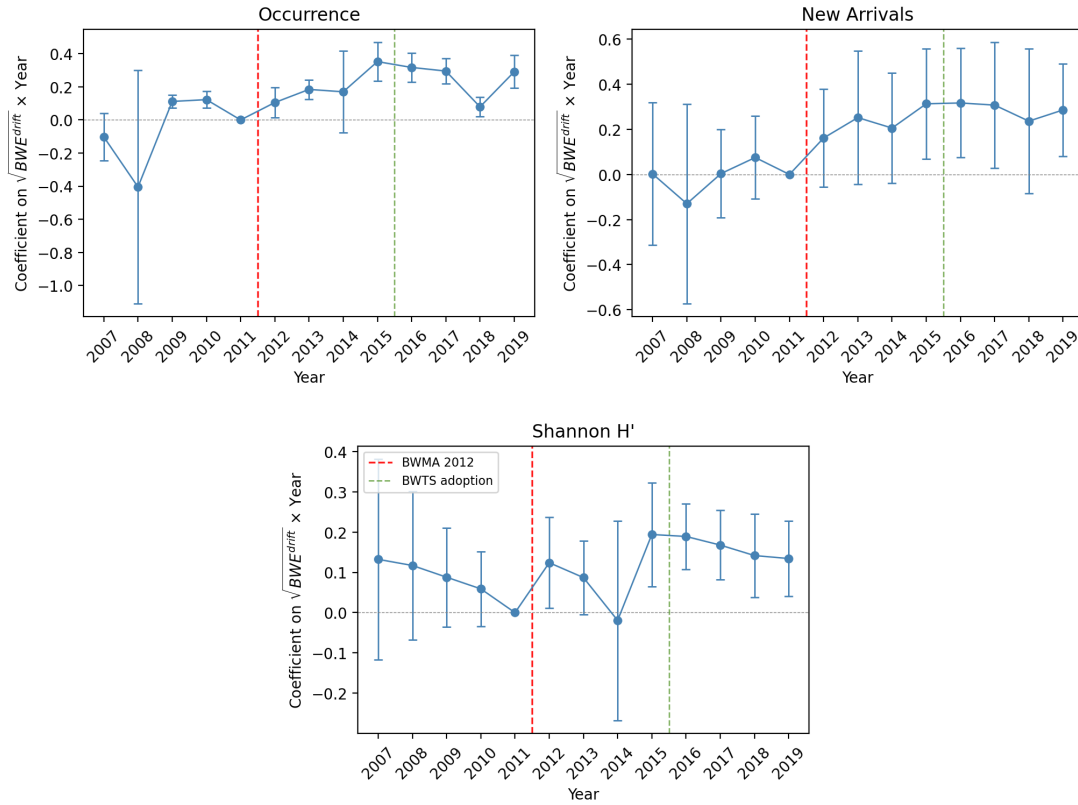 Occurrence
Coefficient on √BWE^drift × Year
0.4
0.2
0.0
−0.2
−0.4
−0.6
−0.8
−1.0
2007 2008 2009 2010 2011 2012 2013 2014 2015 2016 2017 2018 2019
Year
New Arrivals
Coefficient on √BWE^drift × Year
0.6
0.4
0.2
0.0
−0.2
−0.4
−0.6
2007 2008 2009 2010 2011 2012 2013 2014 2015 2016 2017 2018 2019
Year
Shannon H'
Coefficient on √BWE^drift × Year
0.4
0.3
0.2
0.1
0.0
−0.1
−0.2
BWMA 2012
BWTS adoption
2007 2008 2009 2010 2011 2012 2013 2014 2015 2016 2017 2018 2019
Year